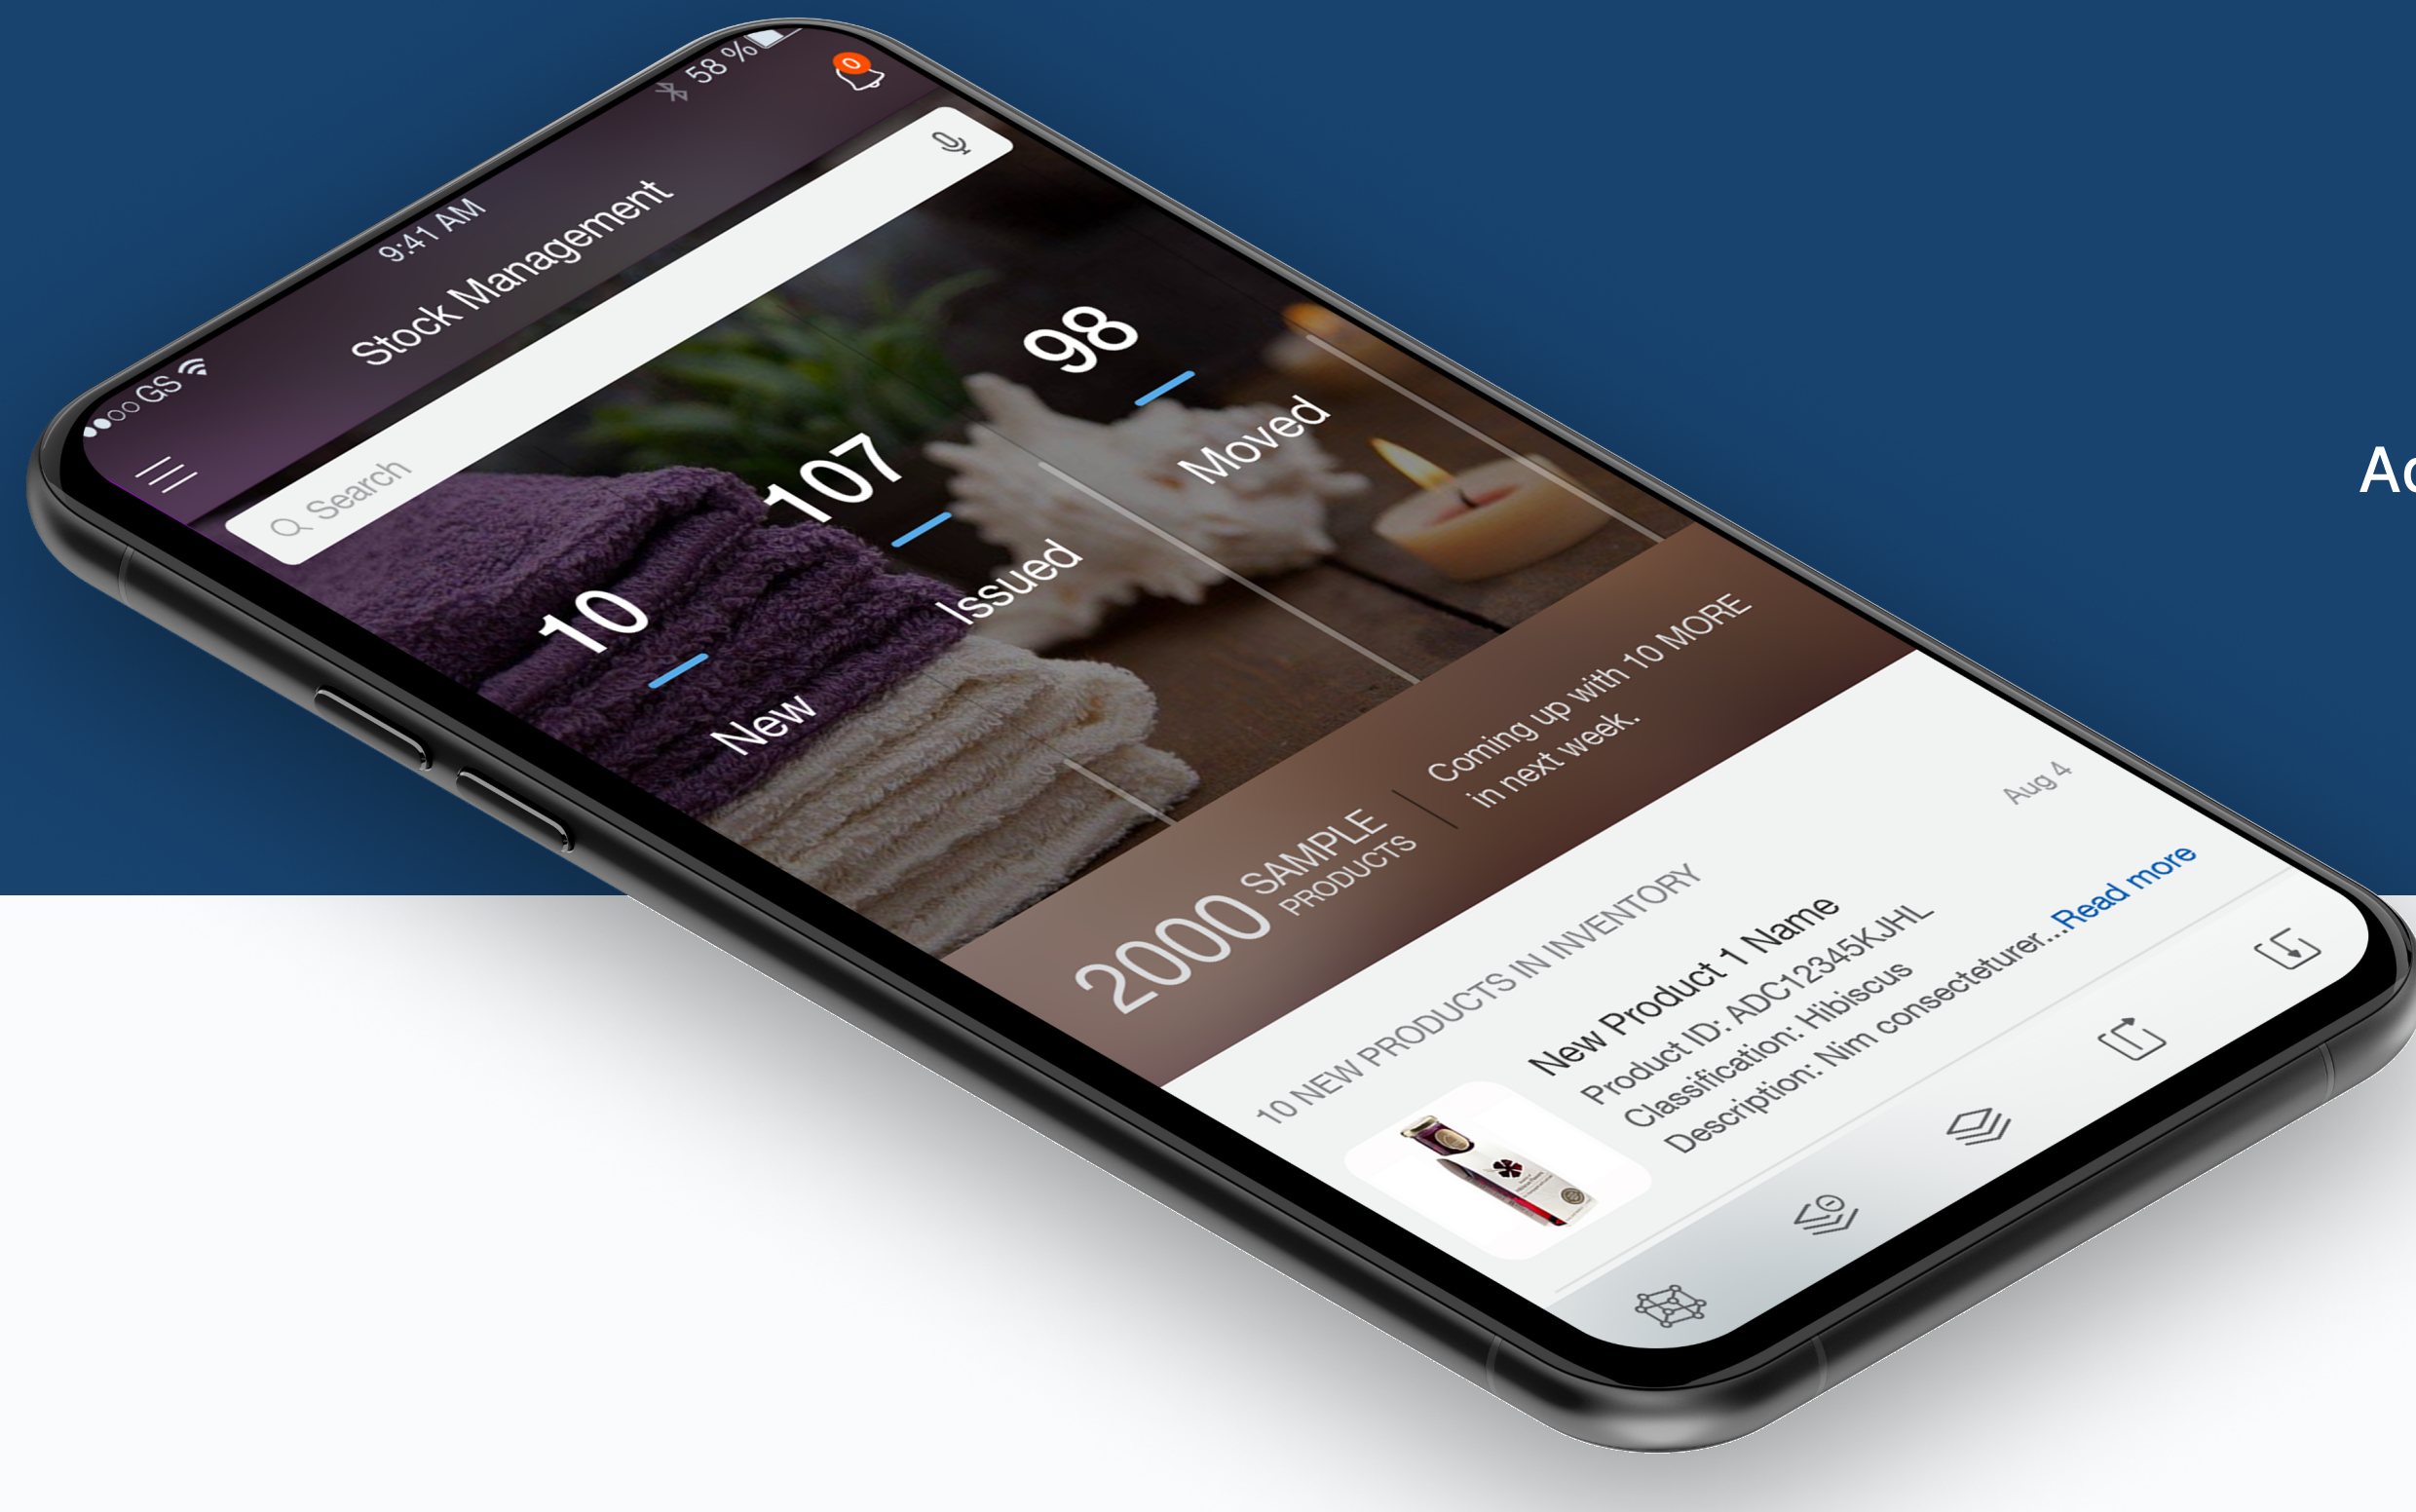 GS 9:41 AM 58 %
0
Stock Management
Search
10 107 98
New Issued Moved
2000 SAMPLE PRODUCTS
Coming up with 10 MORE
in next week.
10 NEW PRODUCTS IN INVENTORY
Aug 4
New Product 1 Name
Product ID: ADC12345KJHL
Classification: Hibiscus
Description: Nim consecteturer...Read more